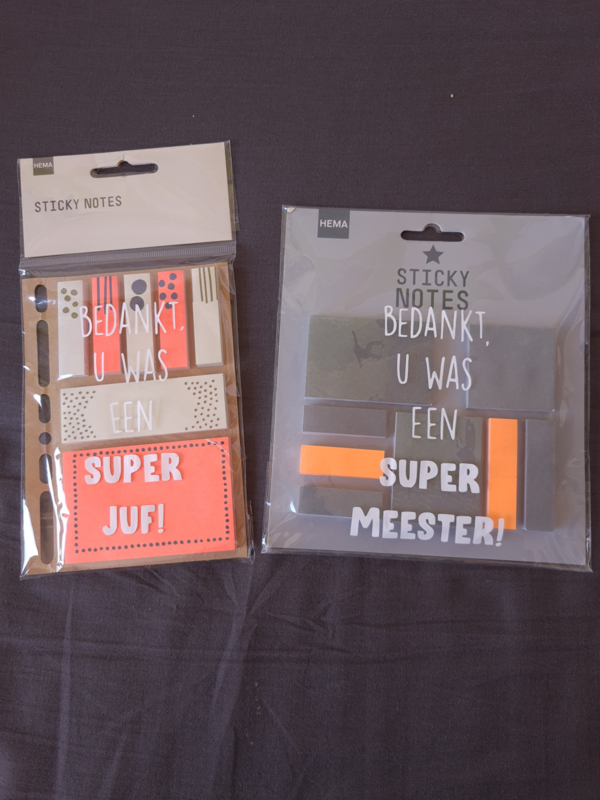 HEMA
STICKY NOTES
BEDANKT,
U WAS
EEN
SUPER
JUF!
HEMA
STICKY
NOTES
BEDANKT,
U WAS
EEN
SUPER
MEESTER!